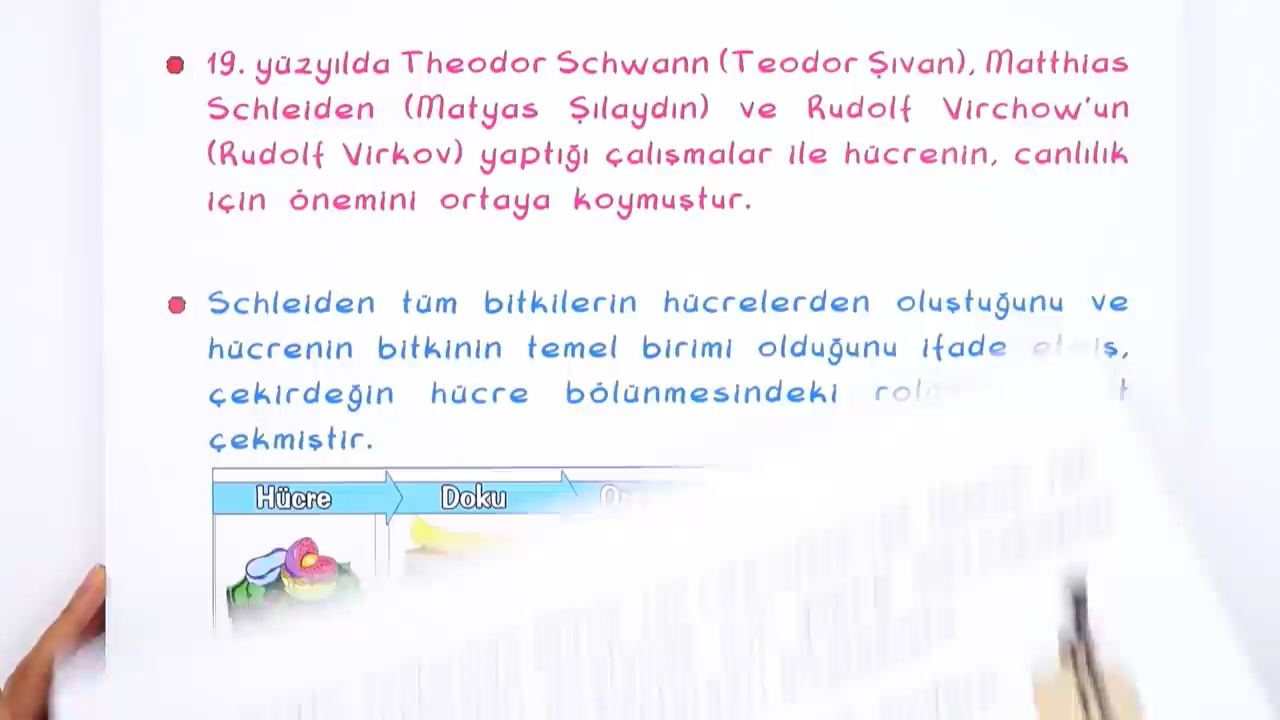 19. yüzyılda Theodor Schwann (Teodor Şıvan), Matthias
Schleiden (Matyas Şılaydın) ve Rudolf Virchow'un
(Rudolf Virkov) yaptığı çalışmalar ile hücrenin, canlılık
için önemini ortaya koymuştur.
Schleiden tüm bitkilerin hücrelerden oluştuğunu ve
hücrenin bitkinin temel birimi olduğunu ifade
çekirdeğin hücre bölünmesindeki
çekmiştir.
Hücre Doku